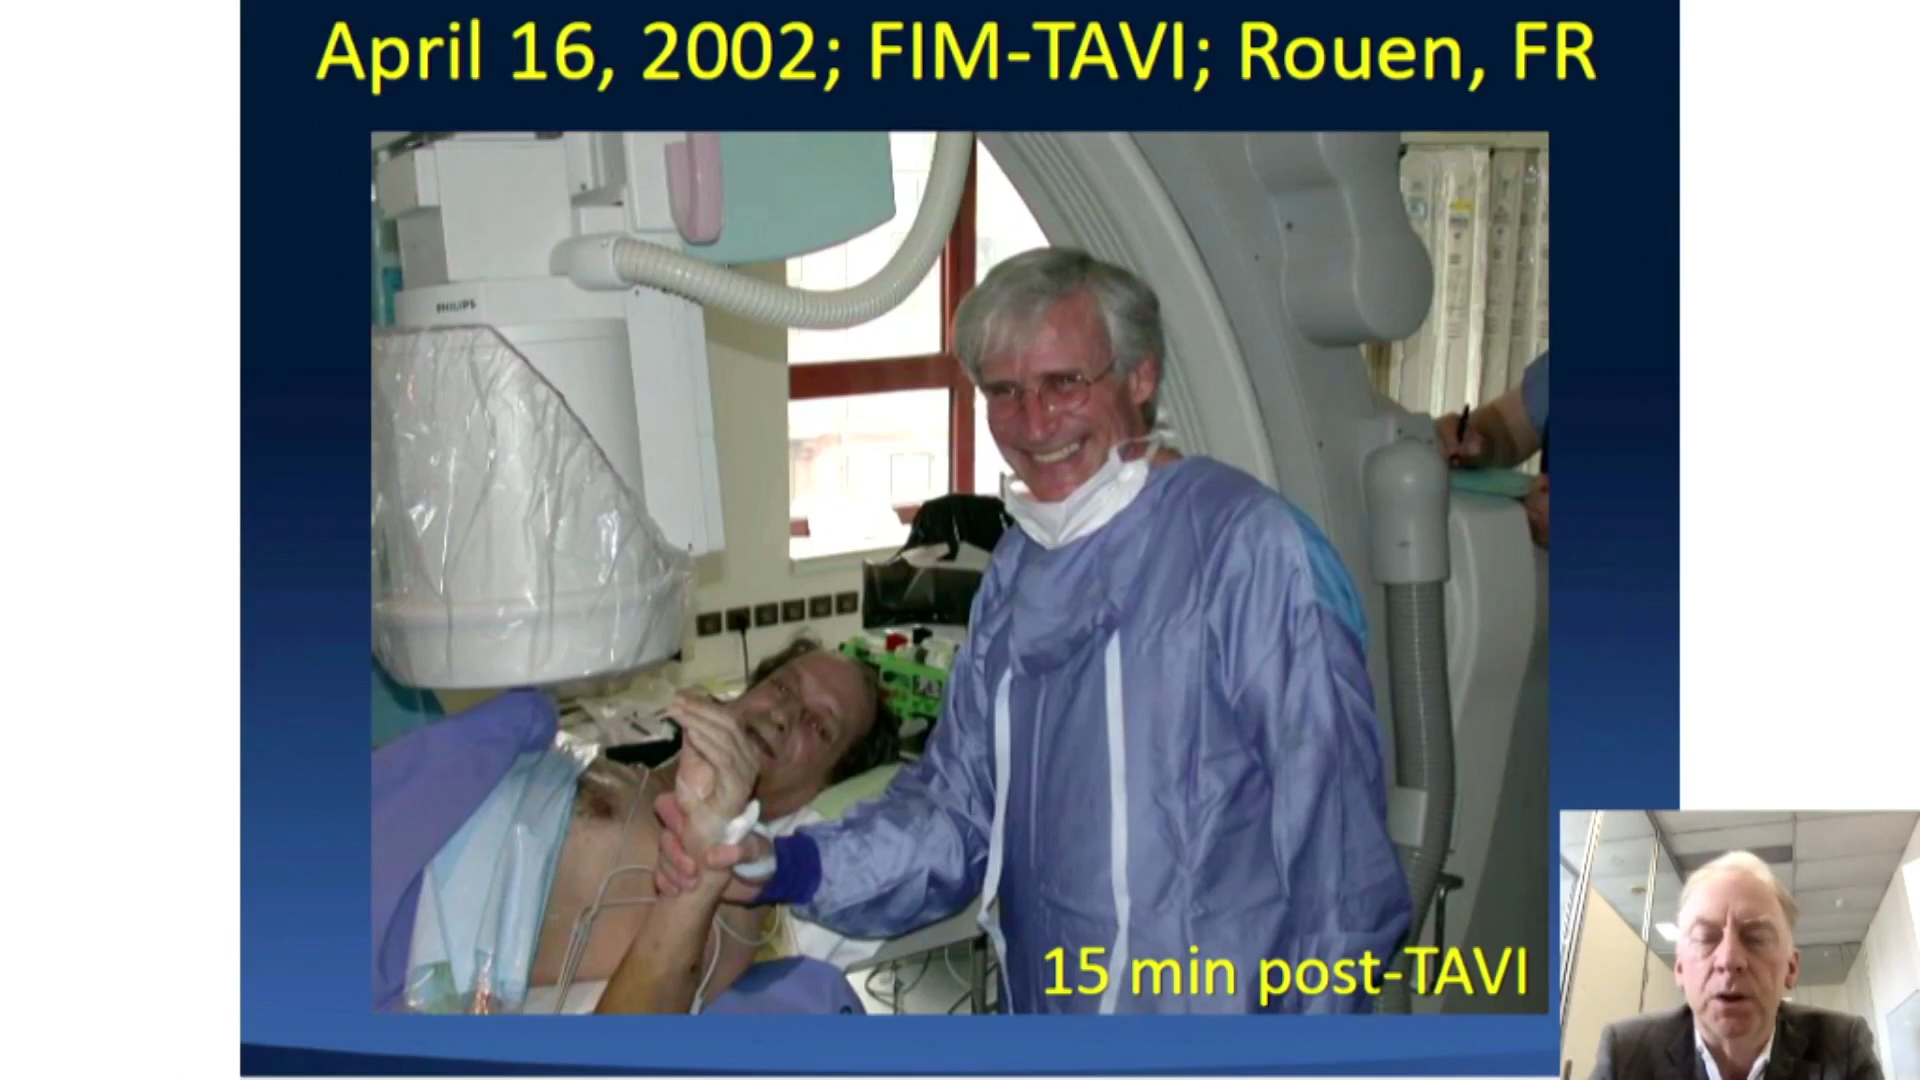 April 16, 2002; FIM-TAVI; Rouen, FR
PHILIPS
15 min post-TAVI